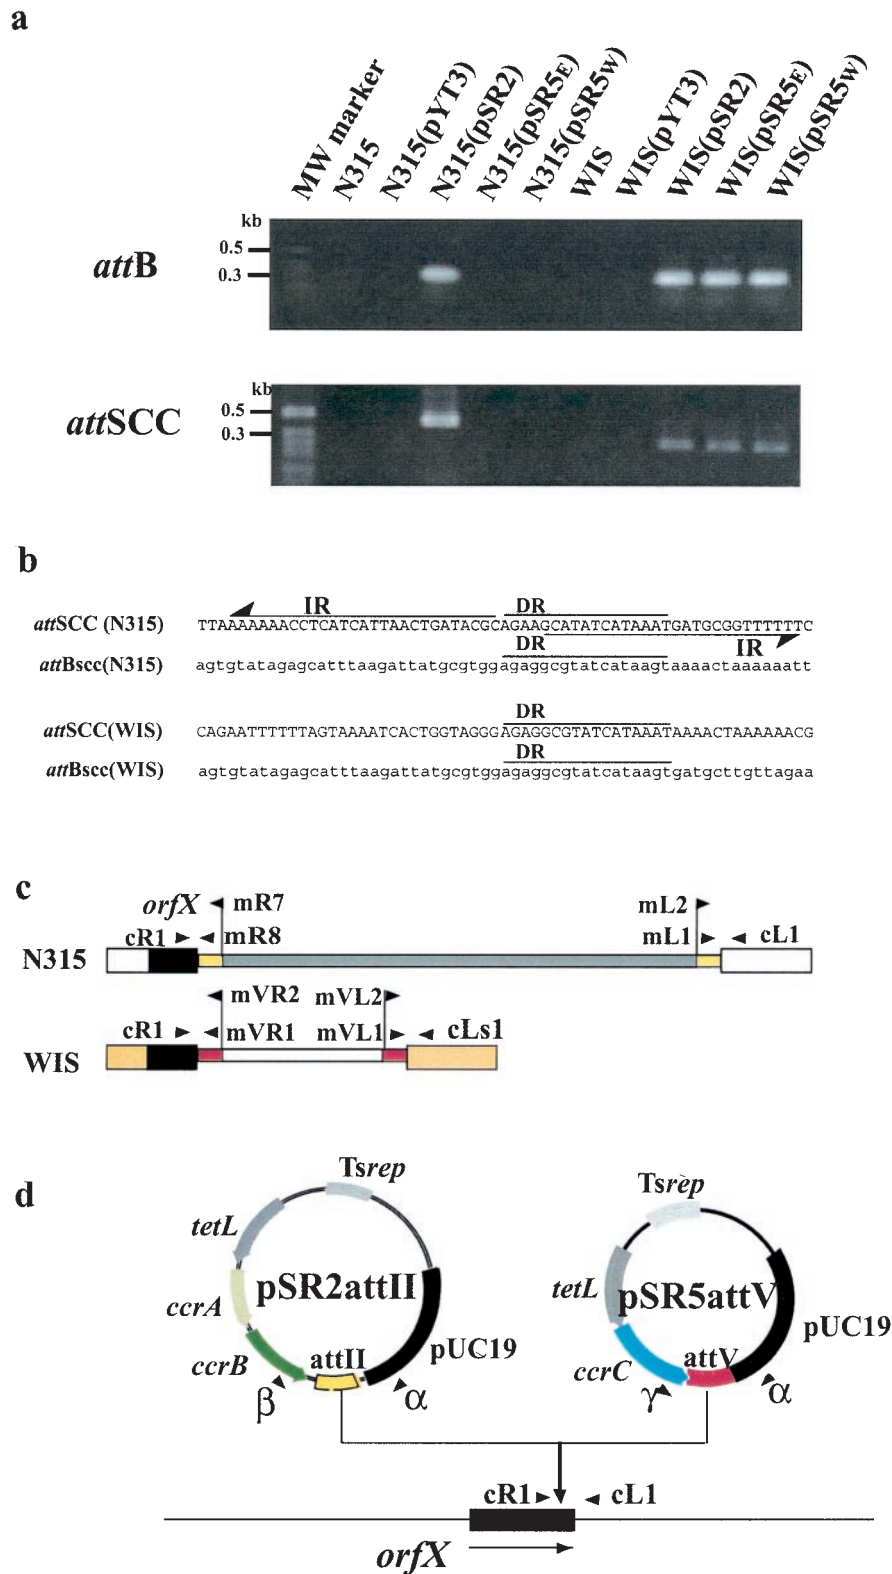 a
MW marker
N315
N315(pYT3)
N315(pSR2)
N315(pSR5E)
N315(pSR5W)
WIS
WIS(pYT3)
WIS(pSR2)
WIS(pSR5E)
WIS(pSR5W)
kb
attB
0.5
0.3
kb
attSCC
0.5
0.3
b
IR DR
attSCC (N315) TTAAAAAAACCTCATCATTAACTGATACGCAGAAGCATATCATAAATGATGCGGTTTTTTC
DR IR
attBscc(N315) agtgtatagagcatttaagattatgcgtggagaggcgtatcataagtaaaactaaaaaatt
DR
attSCC(WIS) CAGAATTTTTTAGTAAAATCACTGGTAGGGAGAGGCGTATCATAAATAAAACTAAAAAACG
DR
attBscc(WIS) agtgtatagagcatttaagattatgcgtggagaggcgtatcataagtgatgcttgttagaa
c
orfX mR7 mL2
cR1 mR8 mL1 cL1
N315
mVR2 mVL2
cR1 mVR1 mVL1 cLs1
WIS
d
Tsrep
tetL
ccrA
pSR2attII
ccrB
attII
pUC19
β
α
Tsrep
tetL
pSR5attV
pUC19
ccrC
attV
γ
α
cR1 cL1
orfX